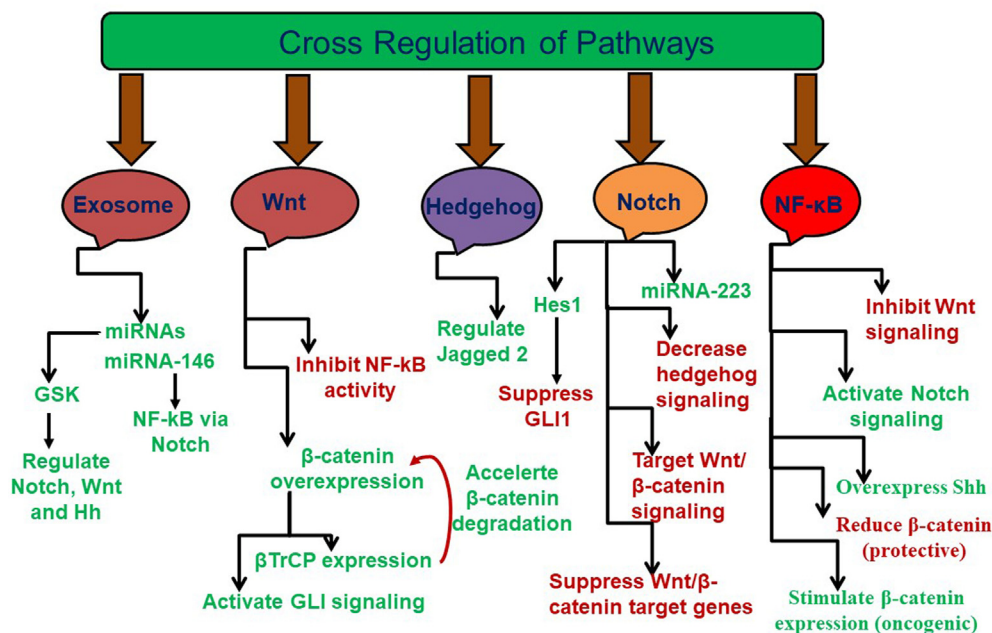 Cross Regulation of Pathways
Exosome
Wnt
Hedgehog
Notch
NF-κB
miRNAs
miRNA-146
GSK
NF-kB via
Notch
Regulate
Notch, Wnt
and Hh
Inhibit NF-kB
activity
β-catenin
overexpression
Accelerte
β-catenin
degradation
βTrCP expression
Activate GLI signaling
Regulate
Jagged 2
Hes1
Suppress
GLI1
miRNA-223
Decrease
hedgehog
signaling
Target Wnt/
β-catenin
signaling
Suppress Wnt/β-
catenin target genes
Inhibit Wnt
signaling
Activate Notch
signaling
Overexpress Shh
Reduce β-catenin
(protective)
Stimulate β-catenin
expression (oncogenic)